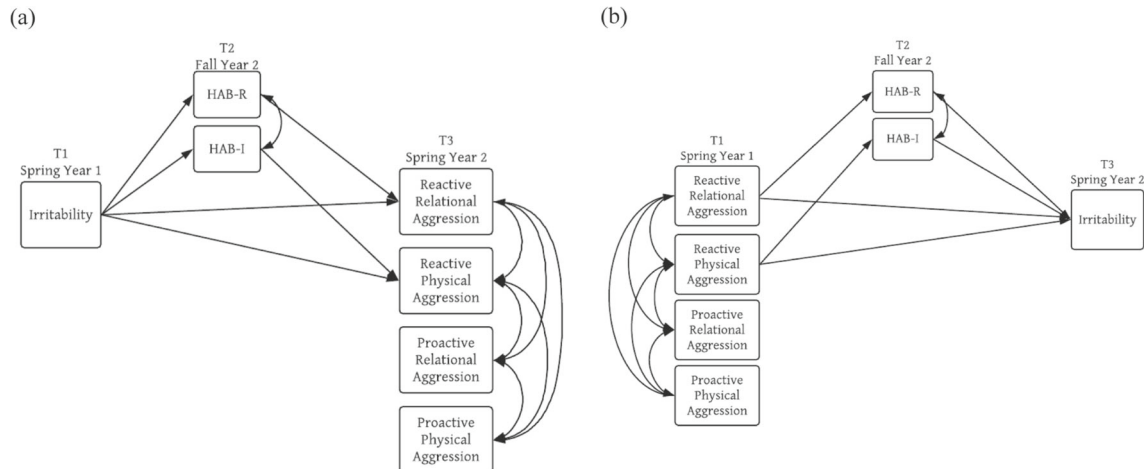 (a)
T2
Fall Year 2
HAB-R
HAB-I
T1
Spring Year 1
Irritability
T3
Spring Year 2
Reactive
Relational
Aggression
Reactive
Physical
Aggression
Proactive
Relational
Aggression
Proactive
Physical
Aggression
(b)
T2
Fall Year 2
HAB-R
HAB-I
T1
Spring Year 1
Reactive
Relational
Aggression
Reactive
Physical
Aggression
Proactive
Relational
Aggression
Proactive
Physical
Aggression
T3
Spring Year 2
Irritability